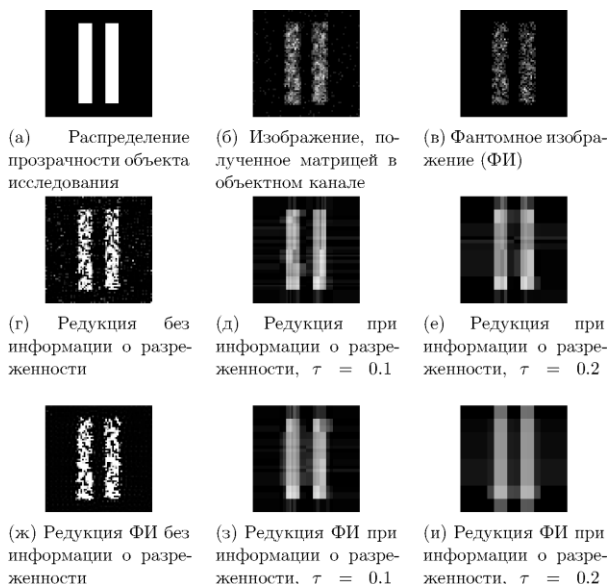 (а) Распределение
прозрачности объекта
исследования
(б) Изображение, по-
лученное матрицей в
объектном канале
(в) Фантомное изобра-
жение (ФИ)
(г) Редукция без
информации о разре-
женности
(д) Редукция при
информации о разре-
женности, τ = 0.1
(е) Редукция при
информации о разре-
женности, τ = 0.2
(ж) Редукция ФИ без
информации о разре-
женности
(з) Редукция ФИ при
информации о разре-
женности, τ = 0.1
(и) Редукция ФИ при
информации о разре-
женности, τ = 0.2